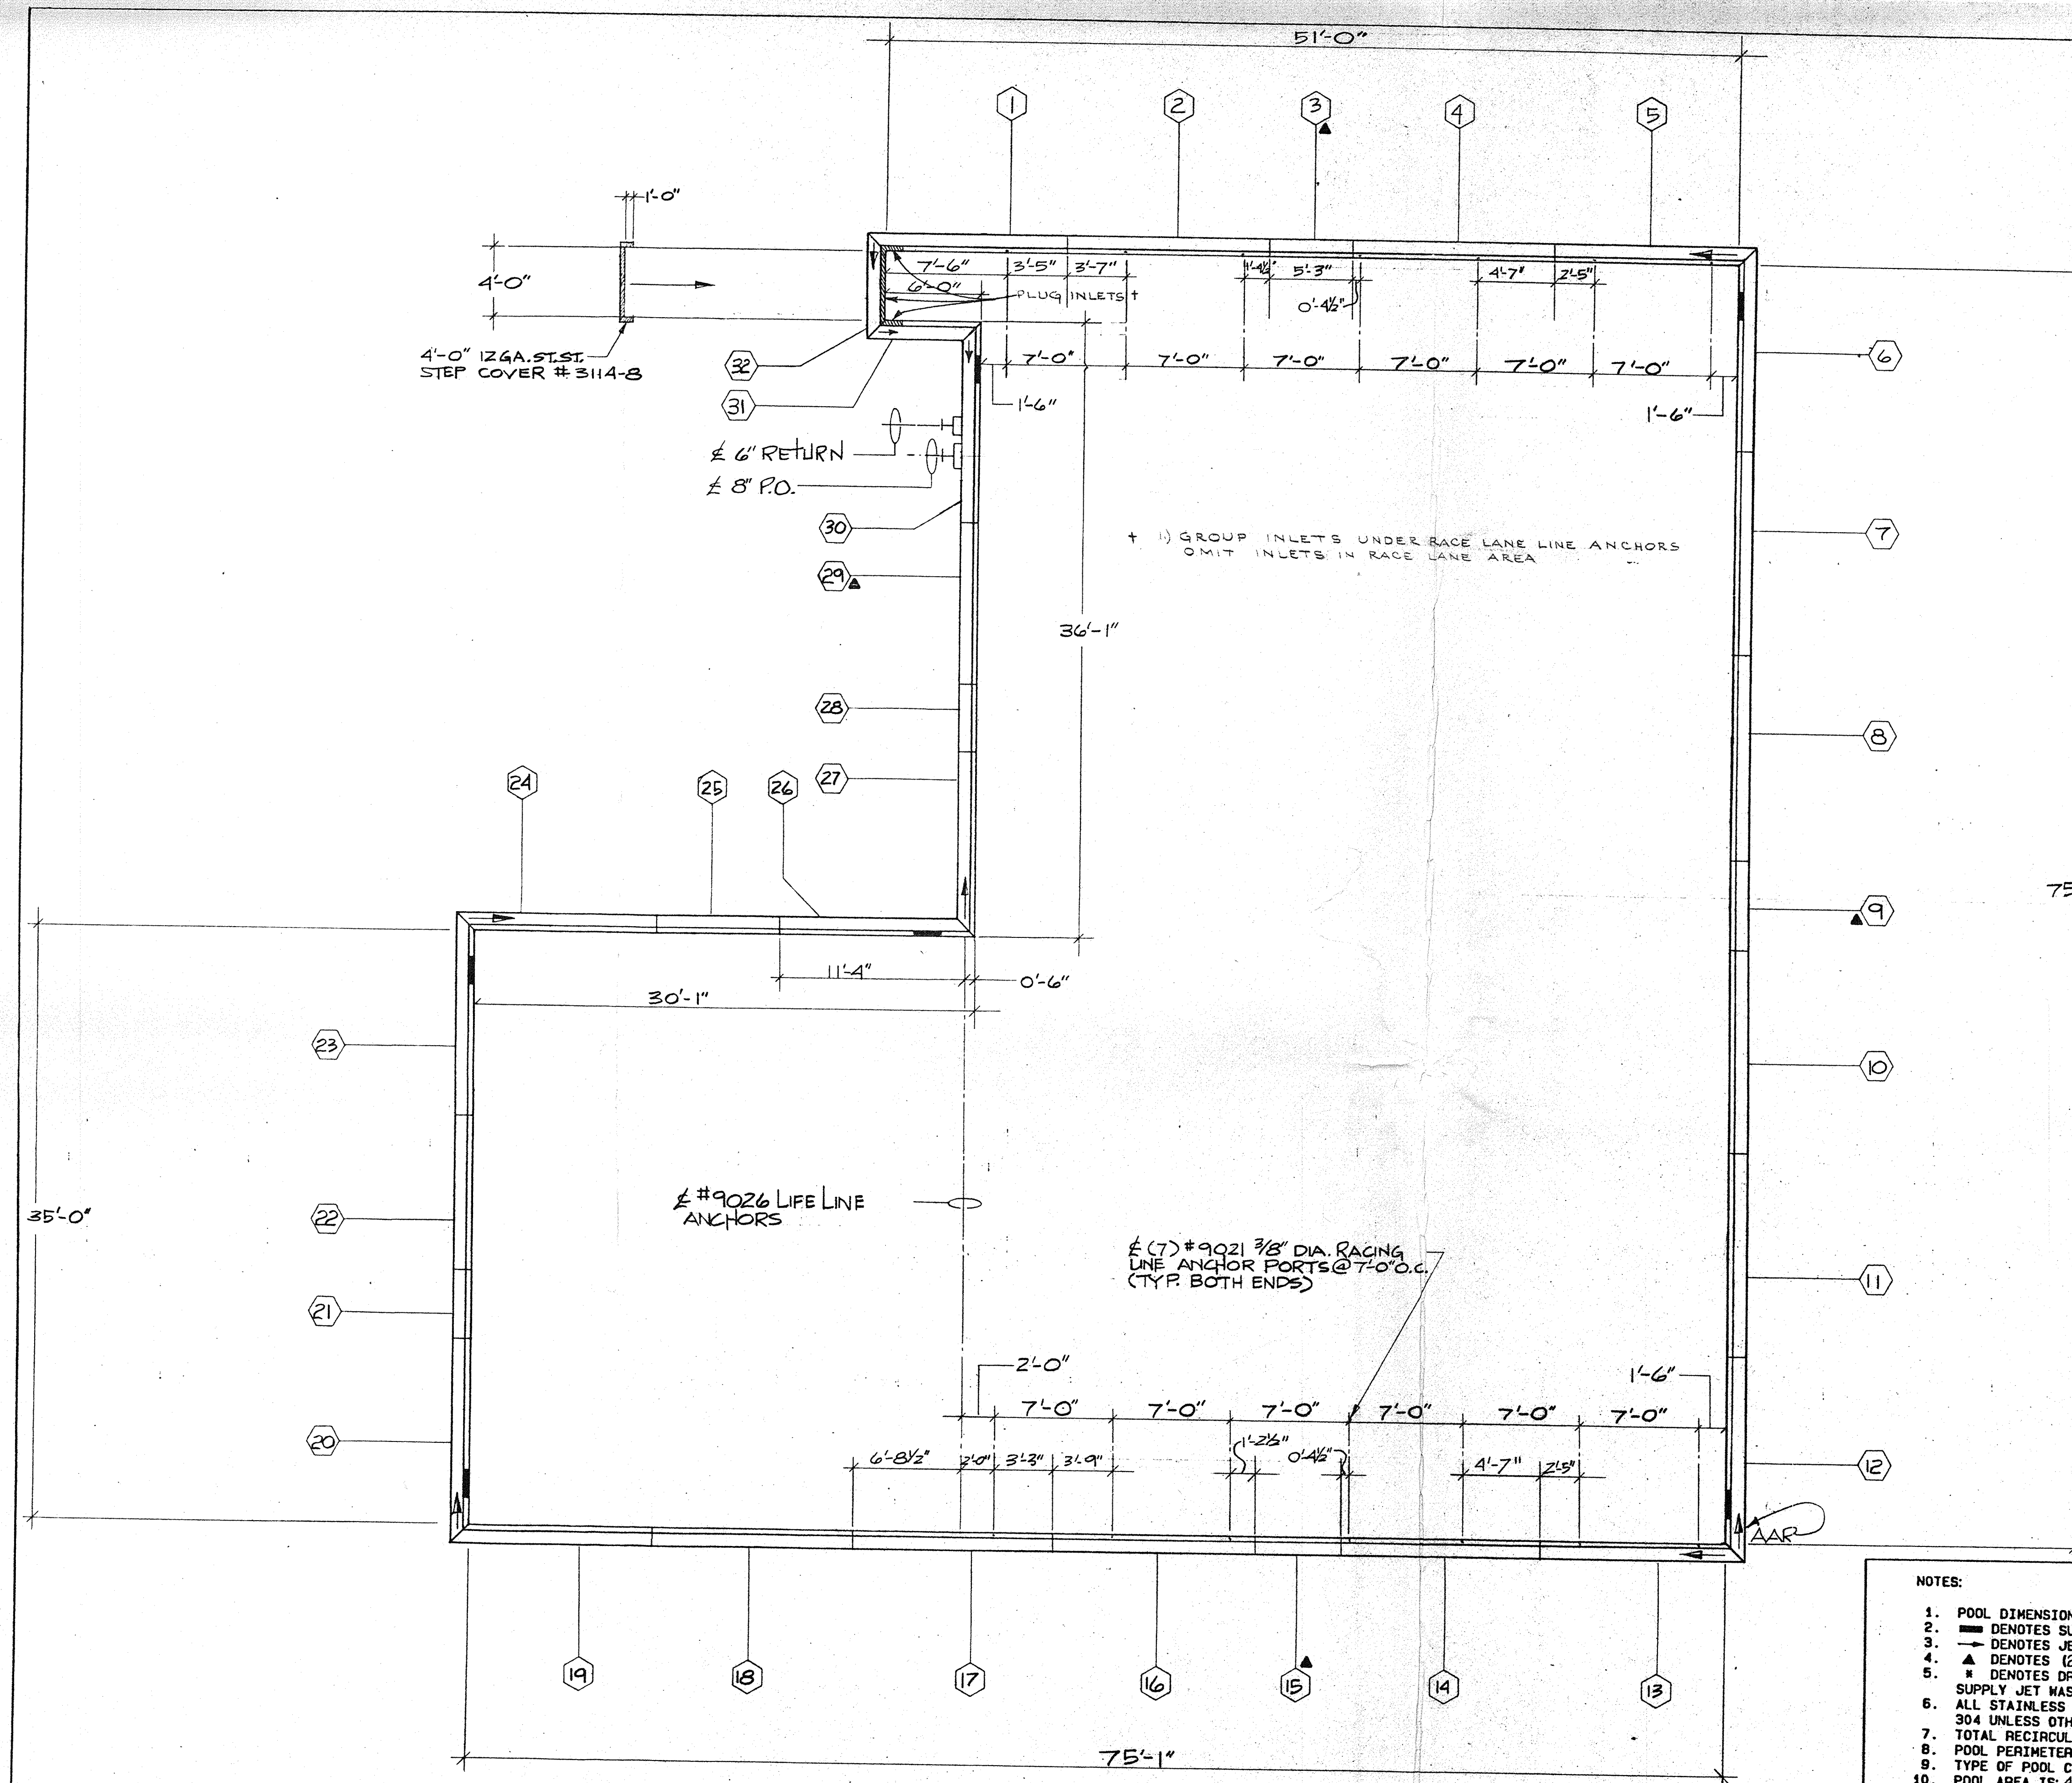 51'-0"
1
2
3
4
5
1'-0"
4'-0"
7'-6"
3'-5"
3'-7"
1'-4½"
5'-3"
4'-7"
2'-5"
6'-0"
PLUG INLETS †
0'-4½"
4'-0" 12GA. ST. ST.
STEP COVER # 3114-8
32
31
7'-0"
7'-0"
7'-0"
7'-0"
7'-0"
7'-0"
6
1'-6"
1'-6"
℄ 6" RETURN
℄ 8" P.O.
30
29
† 1.) GROUP INLETS UNDER RACE LANE LINE ANCHORS
OMIT INLETS IN RACE LANE AREA
7
36'-1"
28
27
8
24
25
26
9
75
11'-4"
0'-6"
30'-1"
23
10
35'-0"
22
℄ #9026 LIFE LINE
ANCHORS
℄ (7) #9021 3/8" DIA. RACING
LINE ANCHOR PORTS @ 7'-0" O.C.
(TYP. BOTH ENDS)
11
21
2'-0"
1'-6"
7'-0"
7'-0"
7'-0"
7'-0"
7'-0"
7'-0"
20
6'-8½"
2'-0"
3'-3"
3'-9"
1'-2½"
0'-4½"
4'-7"
2'-5"
12
AAR
19
18
17
16
15
14
13
75'-1"
NOTES:
1. POOL DIMENSION
2. DENOTES SU
3. DENOTES JE
4. ▲ DENOTES (2
5. * DENOTES DR
SUPPLY JET WAS
6. ALL STAINLESS
304 UNLESS OTH
7. TOTAL RECIRCUL
8. POOL PERIMETER
9. TYPE OF POOL
10. POOL AREA IS: